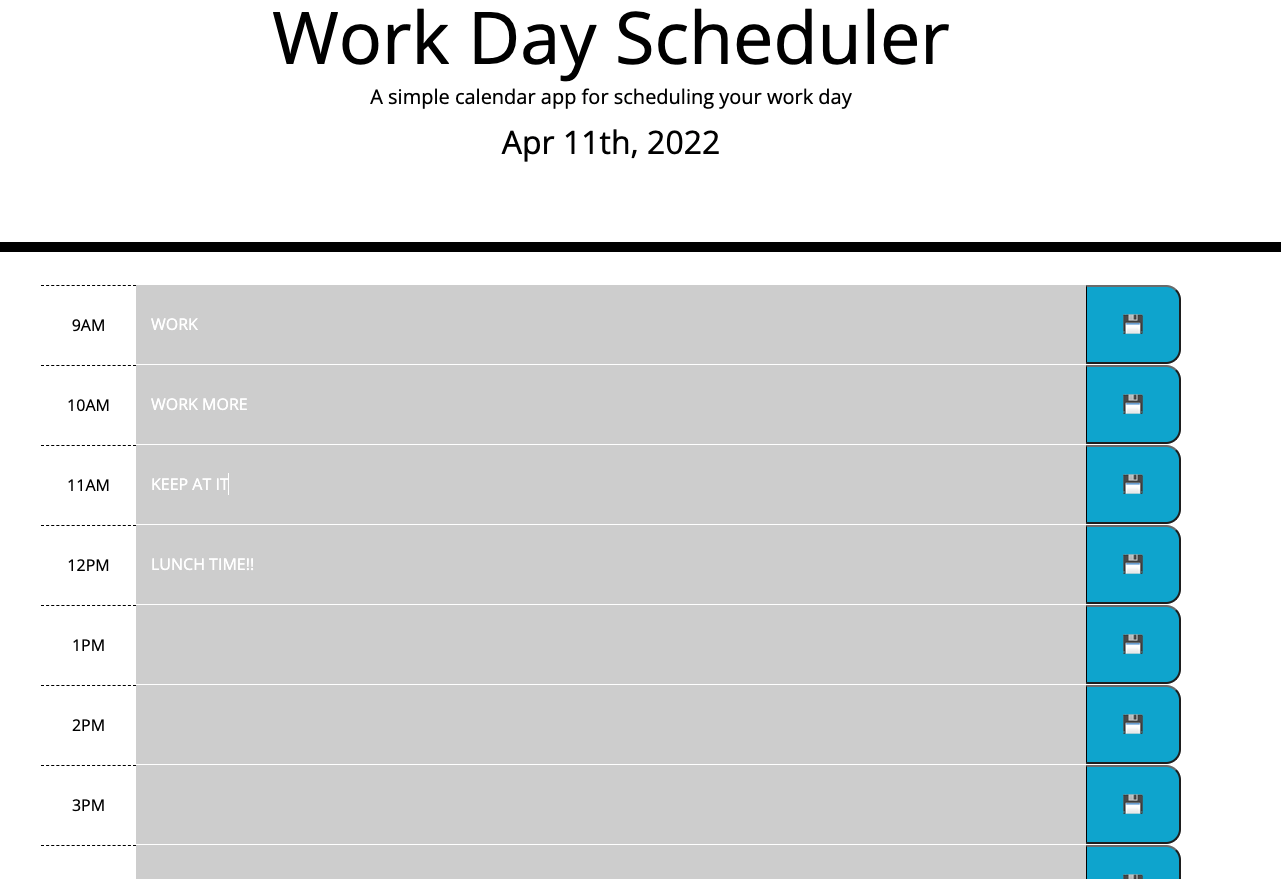 Work Day Scheduler
A simple calendar app for scheduling your work day
Apr 11th, 2022
9AM WORK
10AM WORK MORE
11AM KEEP AT IT
12PM LUNCH TIME!!
1PM
2PM
3PM